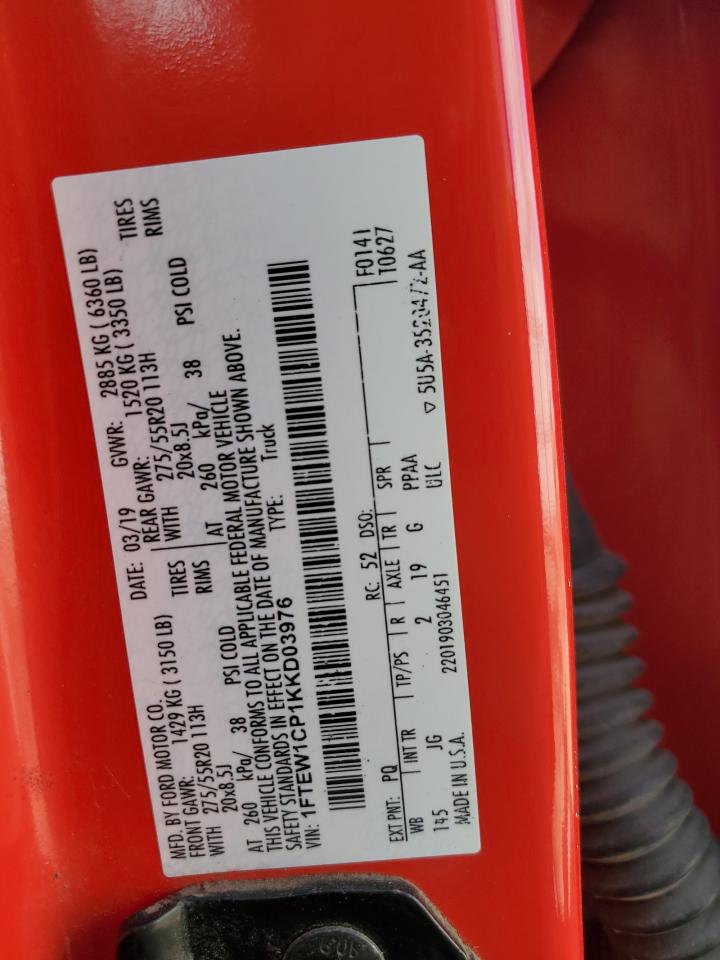 MFD. BY FORD MOTOR CO.
DATE: 03/19 GVWR: 2885 KG ( 6360 LB)
FRONT GAWR: 1429 KG ( 3150 LB) REAR GAWR: 1520 KG ( 3350 LB)
WITH 275/55R20 113H TIRES WITH 275/55R20 113H TIRES
20x8.5J RIMS 20x8.5J RIMS
AT 260 kPa/ 38 PSI COLD AT 260 kPa/ 38 PSI COLD
THIS VEHICLE CONFORMS TO ALL APPLICABLE FEDERAL MOTOR VEHICLE
SAFETY STANDARDS IN EFFECT ON THE DATE OF MANUFACTURE SHOWN ABOVE.
VIN: 1FTEW1CP1KKD03976 TYPE: Truck
F0141
T0627
EXT PNT: PQ RC: 52 DSO:
WB INT TR TP/PS R AXLE TR SPR
145 JG 2 19 G PPAA
MADE IN U.S.A. 2201903046451 ULC